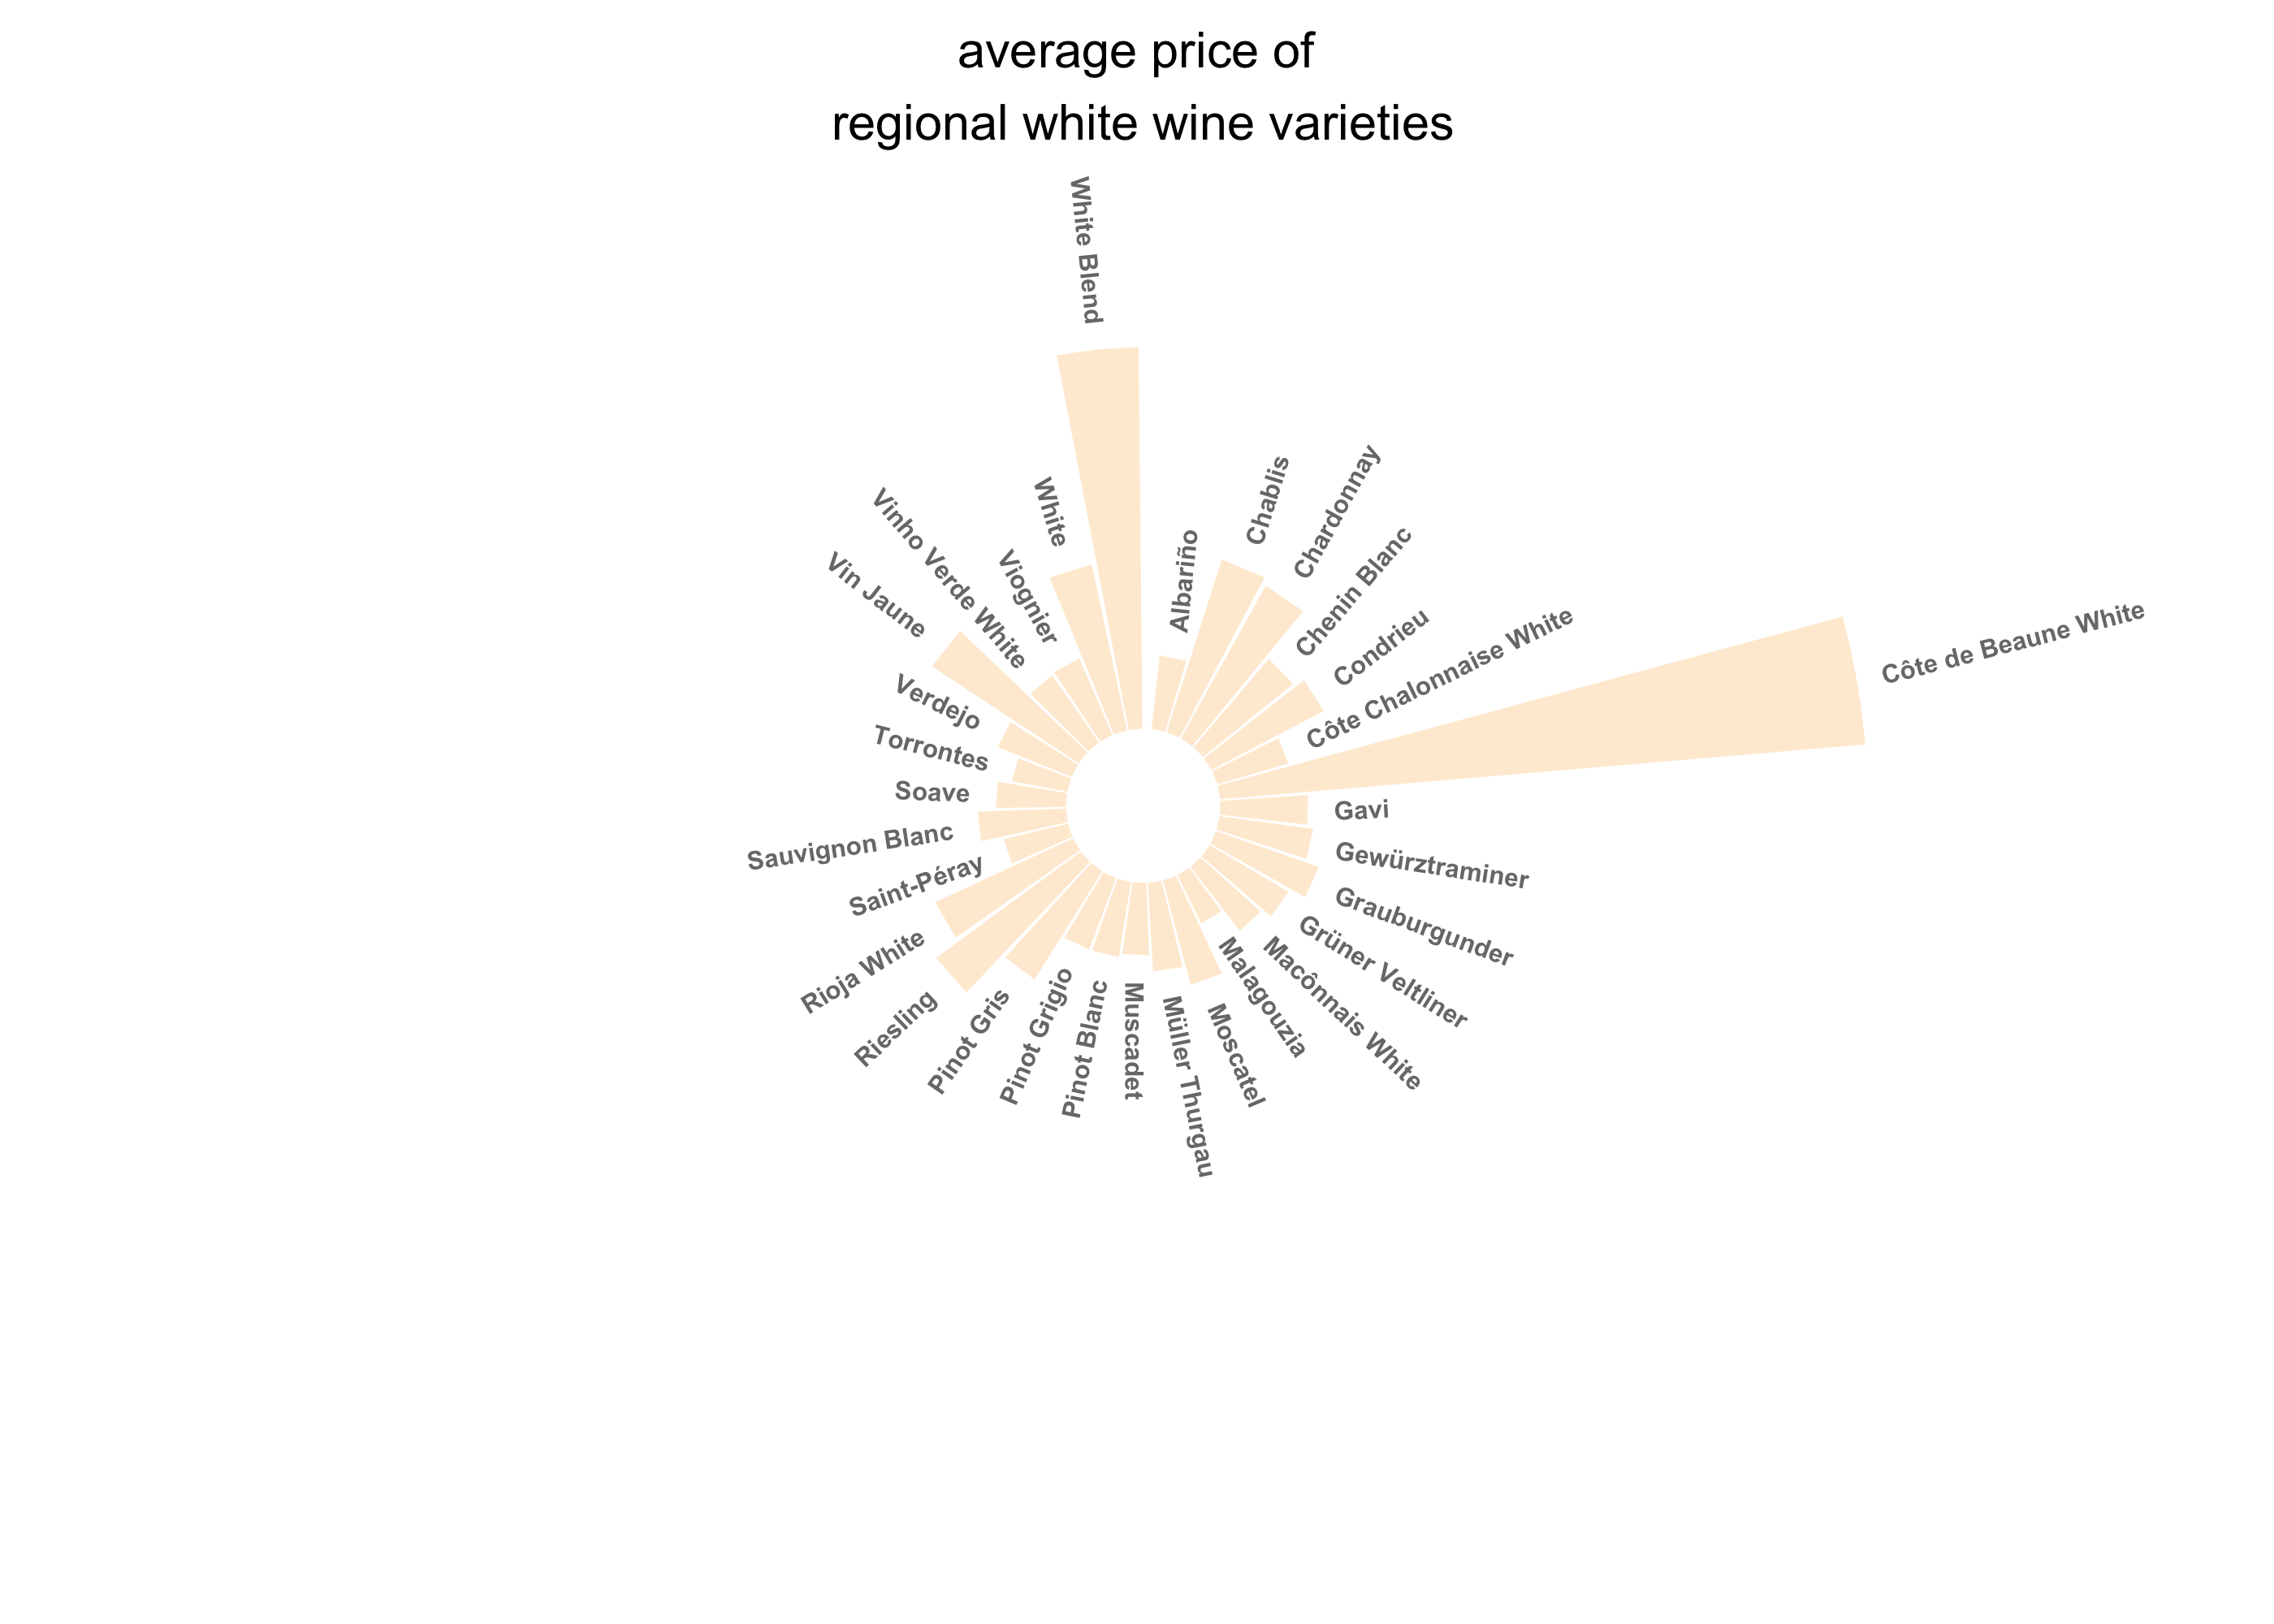 average price of
regional white wine varieties
White Blend
Albariño
Chablis
Chardonnay
Chenin Blanc
Condrieu
Côte Chalonnaise White
Côte de Beaune White
Gavi
Gewürztraminer
Grauburgunder
Grüner Veltliner
Macônnais White
Malagouzia
Moscatel
Müller Thurgau
Muscadet
Pinot Blanc
Pinot Grigio
Pinot Gris
Riesling
Rioja White
Saint-Péray
Sauvignon Blanc
Soave
Torrontes
Verdejo
Vin Jaune
Vinho Verde White
Viognier
White